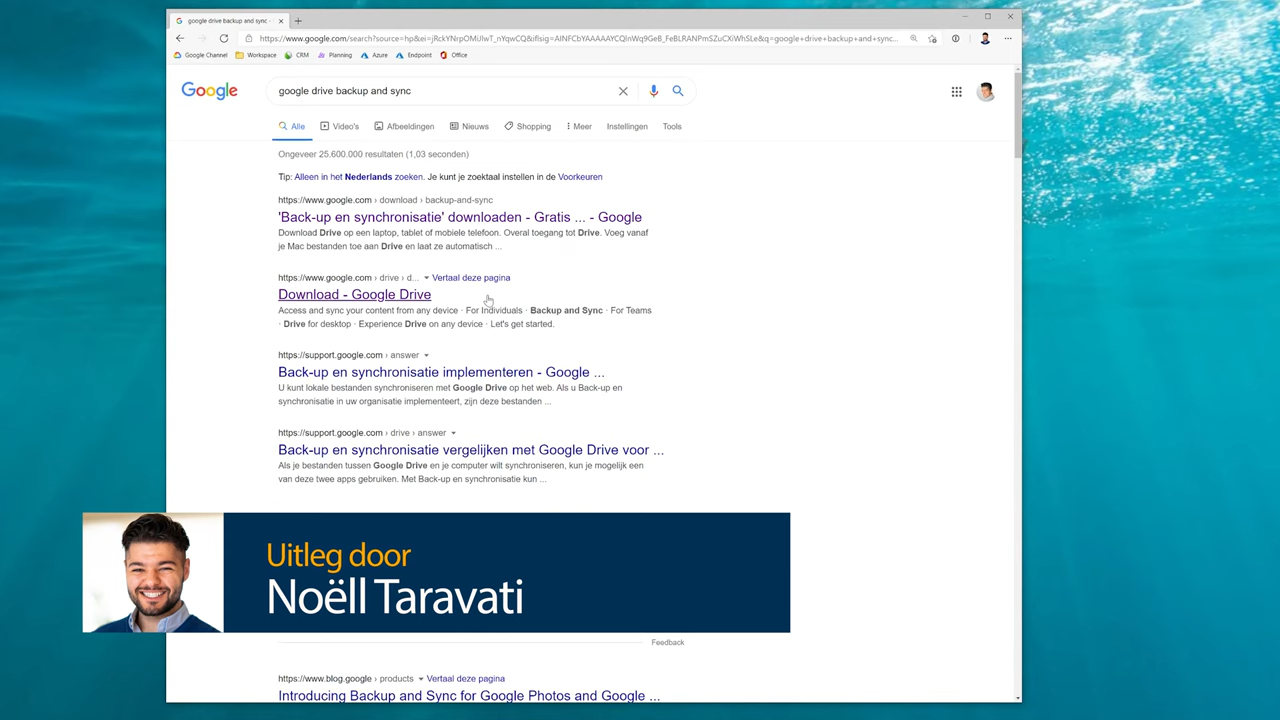 google drive backup and sync -
https://www.google.com/search?source=hp&ei=jRckYNrpOMiJlwT_nYqwCQ&iflsig=AINFCbYAAAAAYCQlnWq9GeB_FeBLRANPmSZuCXiWhSLe&q=google+drive+backup+and+sync...
Google Channel Workspace CRM Planning Azure Endpoint Office
Google google drive backup and sync
Alle Video's Afbeeldingen Nieuws Shopping Meer Instellingen Tools
Ongeveer 25.600.000 resultaten (1,03 seconden)
Tip: Alleen in het Nederlands zoeken. Je kunt je zoektaal instellen in de Voorkeuren
https://www.google.com › download › backup-and-sync
'Back-up en synchronisatie' downloaden - Gratis ... - Google
Download Drive op een laptop, tablet of mobiele telefoon. Overal toegang tot Drive. Voeg vanaf
je Mac bestanden toe aan Drive en laat ze automatisch ...
https://www.google.com › drive › d... Vertaal deze pagina
Download - Google Drive
Access and sync your content from any device · For Individuals · Backup and Sync · For Teams
· Drive for desktop · Experience Drive on any device · Let's get started.
https://support.google.com › answer
Back-up en synchronisatie implementeren - Google ...
U kunt lokale bestanden synchroniseren met Google Drive op het web. Als u Back-up en
synchronisatie in uw organisatie implementeert, zijn deze bestanden ...
https://support.google.com › drive › answer
Back-up en synchronisatie vergelijken met Google Drive voor ...
Als je bestanden tussen Google Drive en je computer wilt synchroniseren, kun je mogelijk een
van deze twee apps gebruiken. Met Back-up en synchronisatie kun ...
Uitleg door
Noëll Taravati
Feedback
https://www.blog.google › products Vertaal deze pagina
Introducing Backup and Sync for Google Photos and Google ...